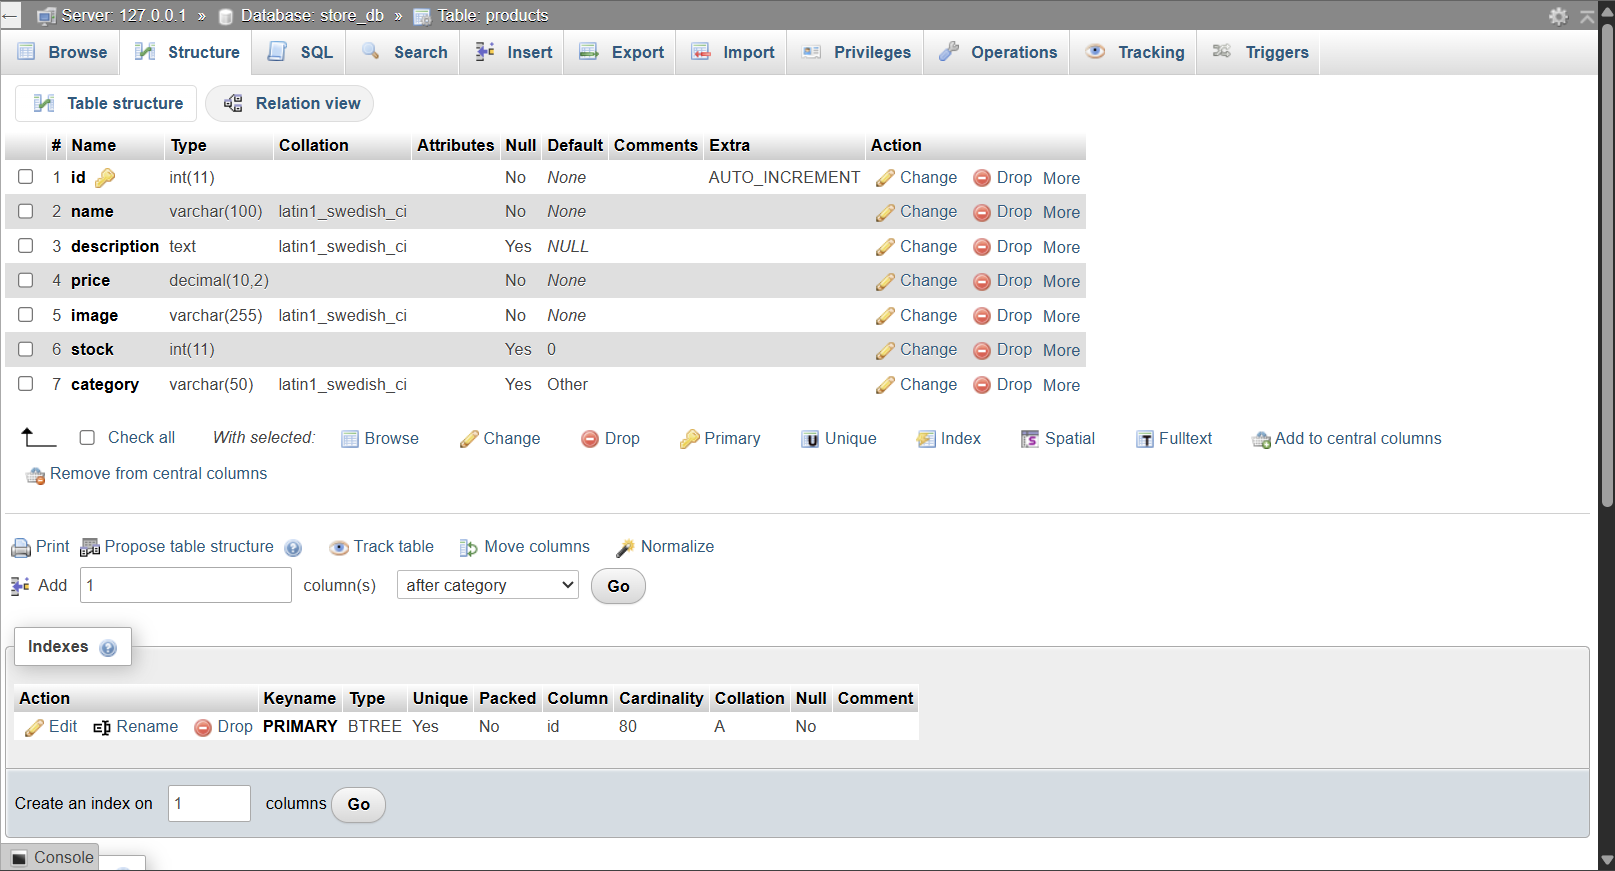 Server: 127.0.0.1 » Database: store_db » Table: products
Browse Structure SQL Search Insert Export Import Privileges Operations Tracking Triggers
Table structure Relation view
# Name Type Collation Attributes Null Default Comments Extra Action
1 id int(11) No None AUTO_INCREMENT Change Drop More
2 name varchar(100) latin1_swedish_ci No None Change Drop More
3 description text latin1_swedish_ci Yes NULL Change Drop More
4 price decimal(10,2) No None Change Drop More
5 image varchar(255) latin1_swedish_ci No None Change Drop More
6 stock int(11) Yes 0 Change Drop More
7 category varchar(50) latin1_swedish_ci Yes Other Change Drop More
Check all With selected: Browse Change Drop Primary Unique Index Spatial Fulltext Add to central columns
Remove from central columns
Print Propose table structure Track table Move columns Normalize
Add 1 column(s) after category Go
Indexes
Action Keyname Type Unique Packed Column Cardinality Collation Null Comment
Edit Rename Drop PRIMARY BTREE Yes No id 80 A No
Create an index on 1 columns Go
Console